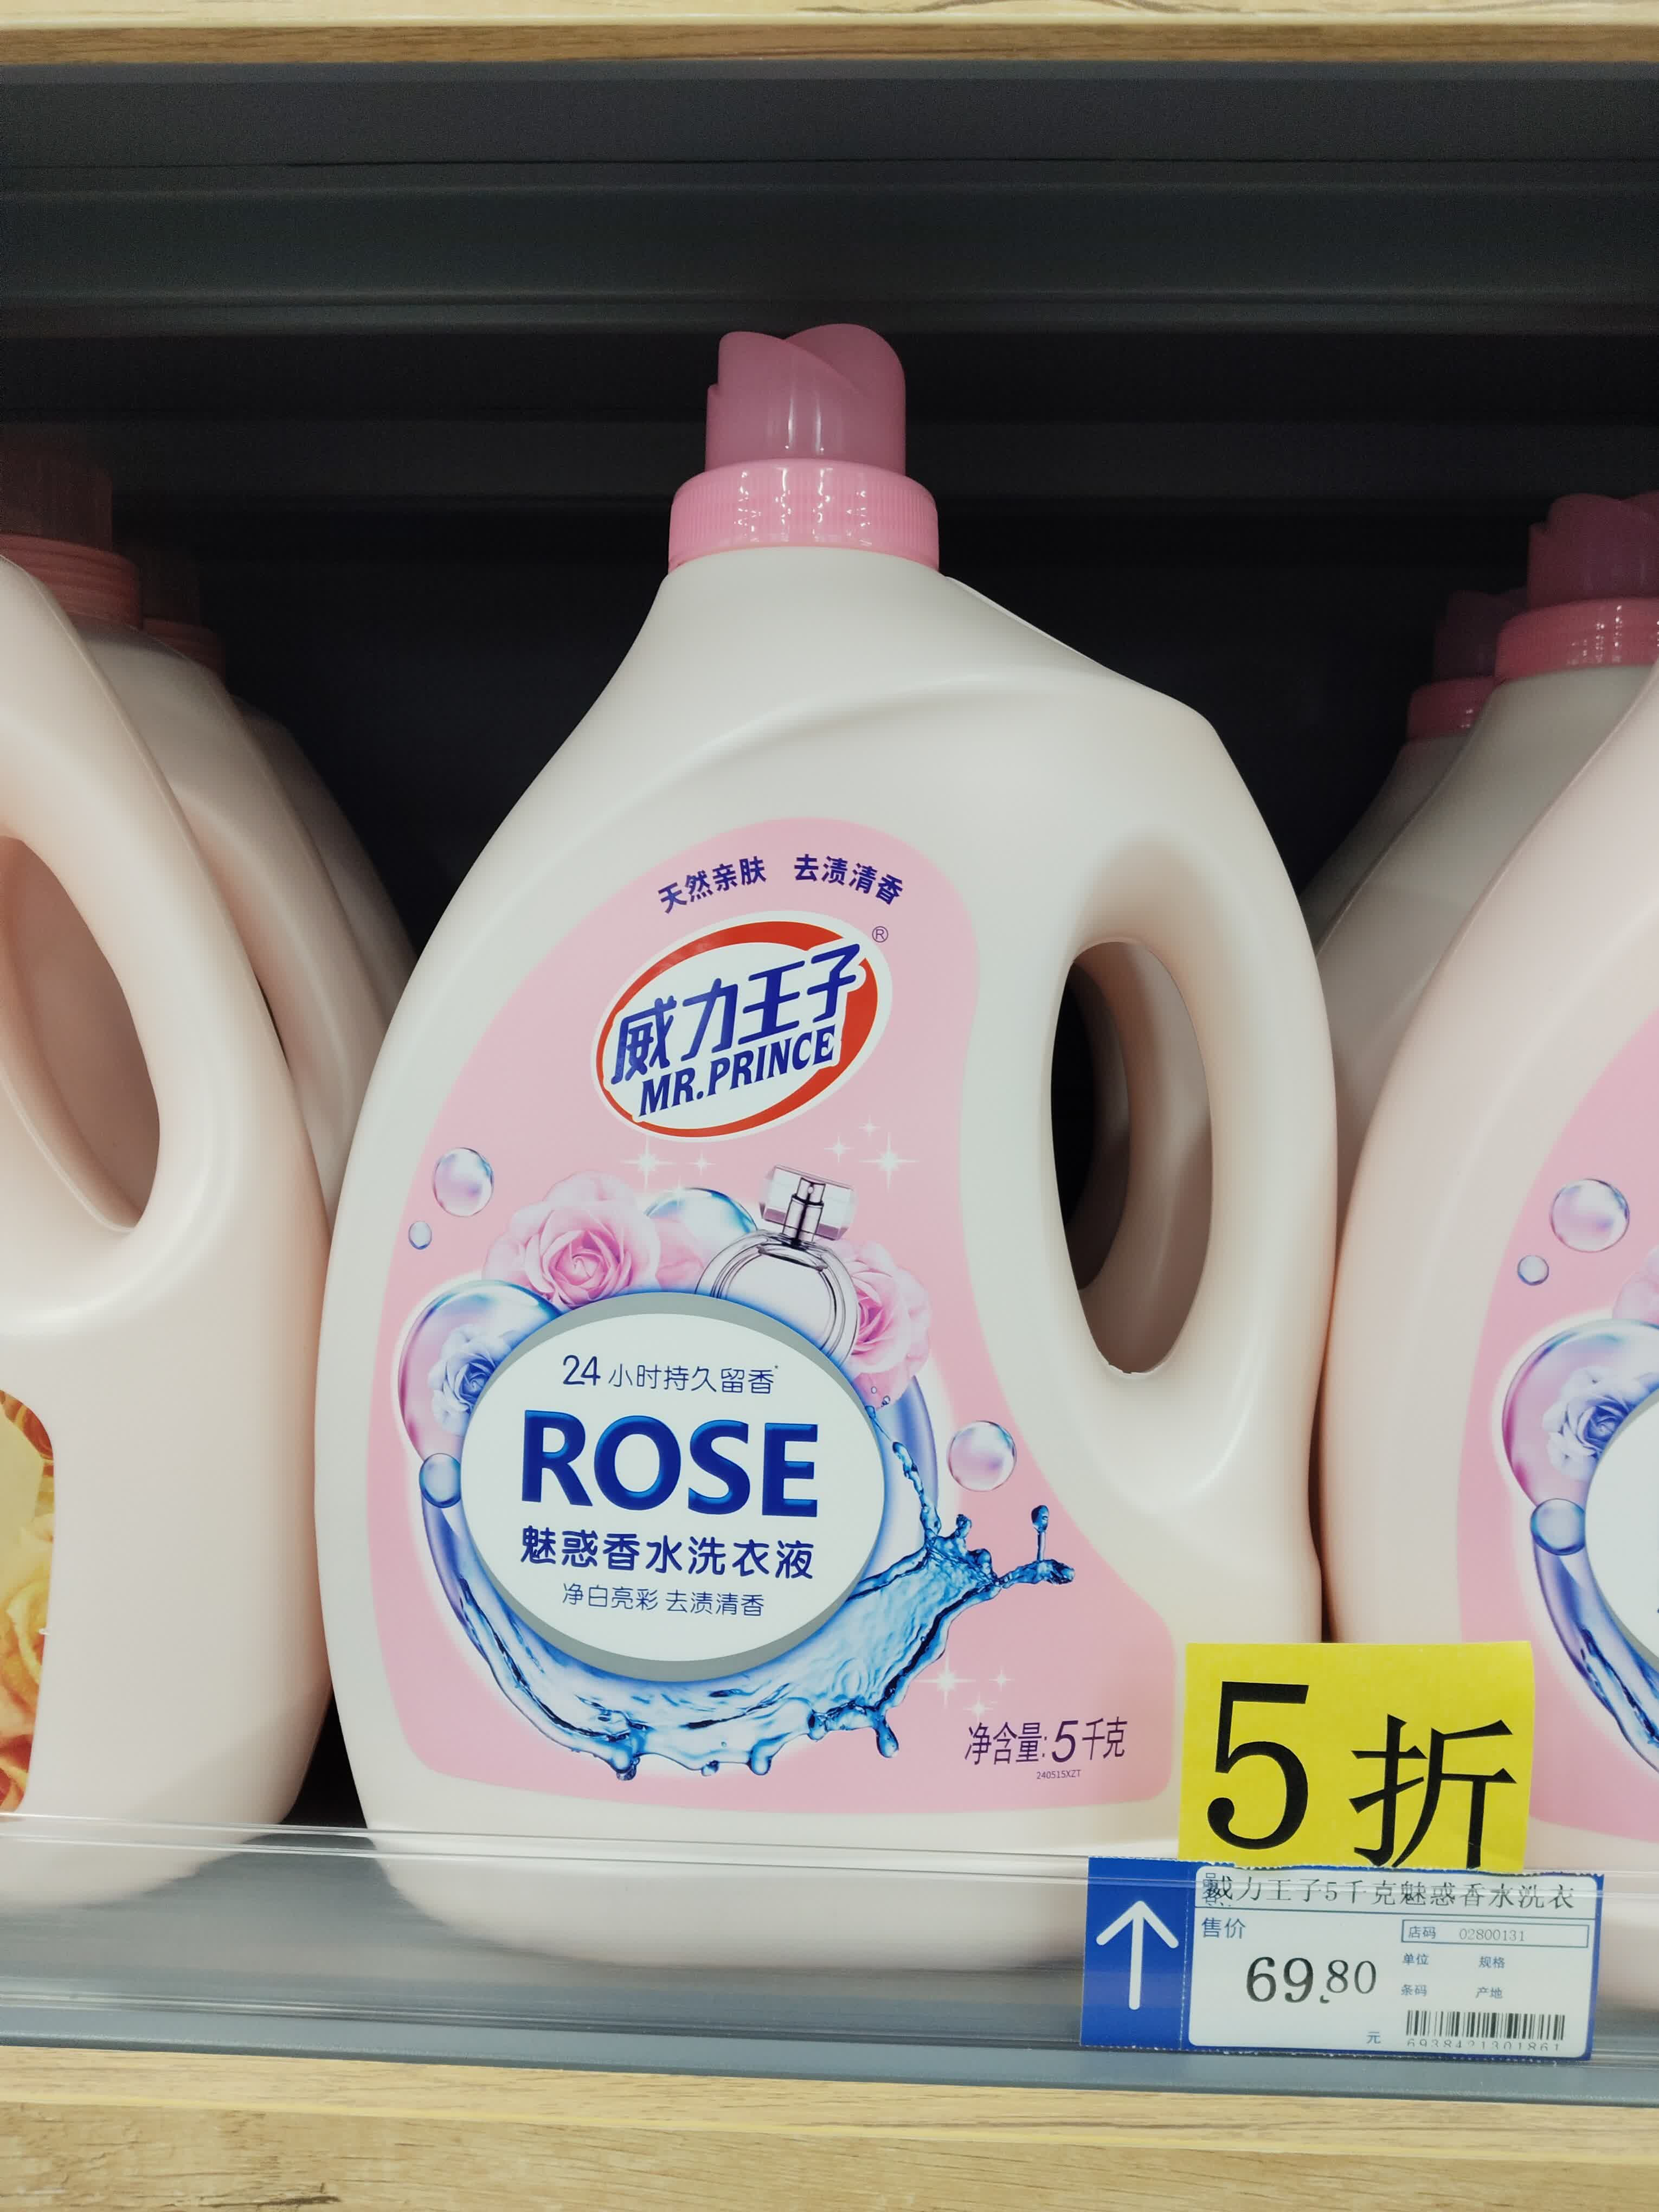 天然亲肤 去渍清香
®
威力王子
MR.PRINCE
24小时持久留香*
ROSE
魅惑香水洗衣液
净白亮彩 去渍清香
净含量:5千克
240515XZT
5折
威力王子5千克魅惑香水洗衣
售价
店码 02800131
69.80
单位 规格
条码 产地
元
6938421301861